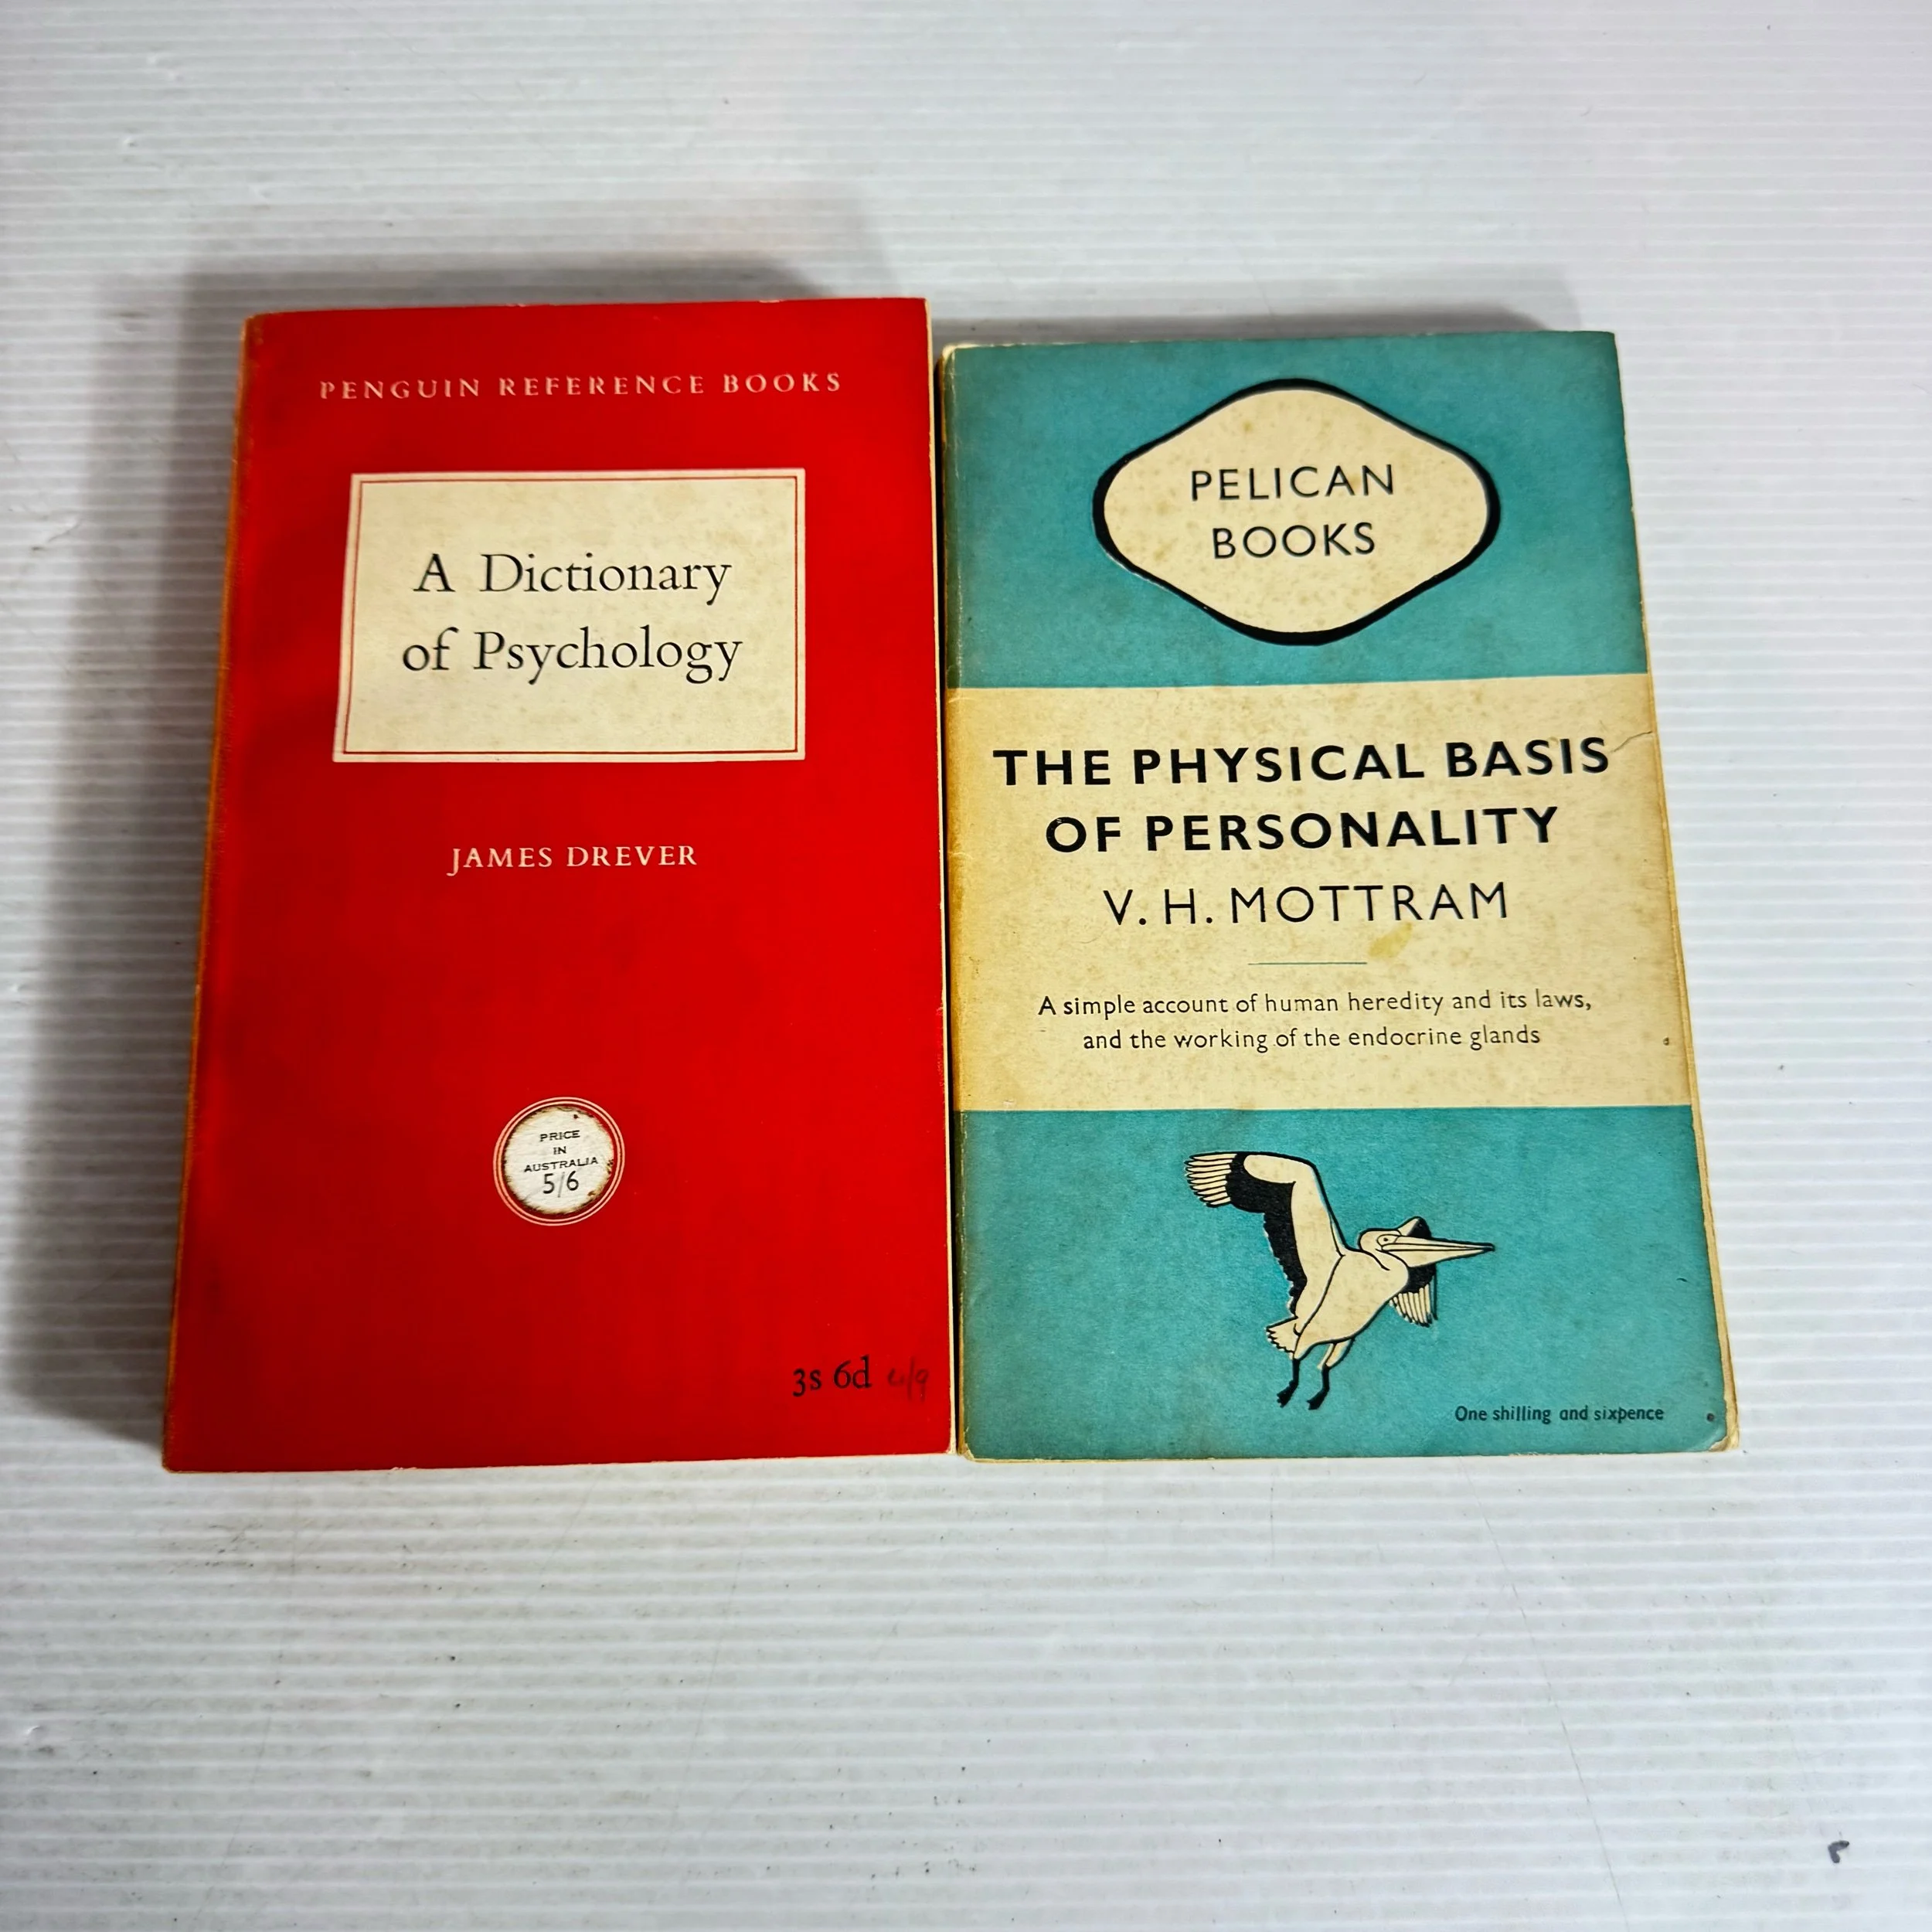 PENGUIN REFERENCE BOOKS
A Dictionary
of Psychology
JAMES DREVER
PRICE
IN
AUSTRALIA
5/6
3s 6d 4/9
PELICAN
BOOKS
THE PHYSICAL BASIS
OF PERSONALITY
V. H. MOTTRAM
A simple account of human heredity and its laws,
and the working of the endocrine glands
One shilling and sixpence